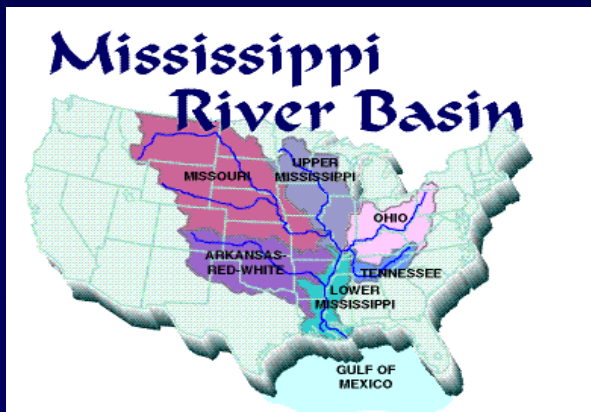 Mississippi
River Basin
UPPER
MISSISSIPPI
MISSOURI
OHIO
ARKANSAS-
RED-WHITE
TENNESSEE
LOWER
MISSISSIPPI
GULF OF
MEXICO